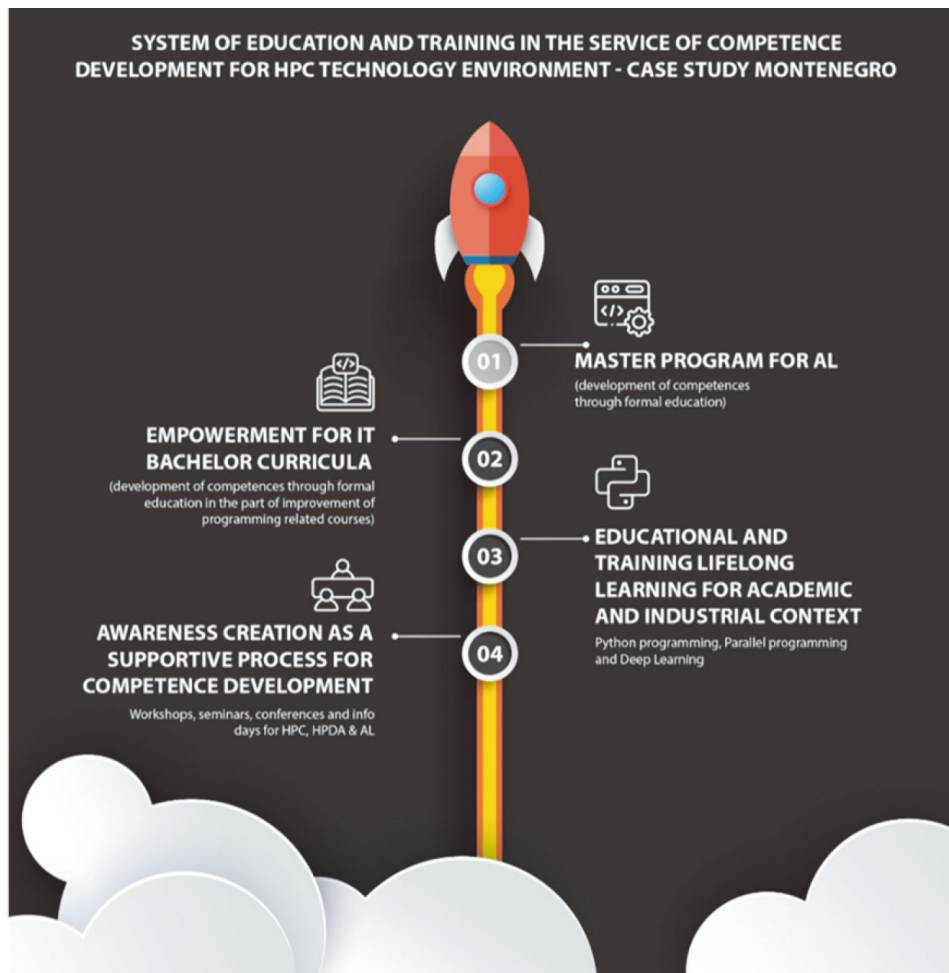 SYSTEM OF EDUCATION AND TRAINING IN THE SERVICE OF COMPETENCE
DEVELOPMENT FOR HPC TECHNOLOGY ENVIRONMENT - CASE STUDY MONTENEGRO
01
MASTER PROGRAM FOR AL
(development of competences
through formal education)
02
EMPOWERMENT FOR IT
BACHELOR CURRICULA
(development of competences through formal
education in the part of improvement of
programming related courses)
03
EDUCATIONAL AND
TRAINING LIFELONG
LEARNING FOR ACADEMIC
AND INDUSTRIAL CONTEXT
Python programming, Parallel programming
and Deep Learning
04
AWARENESS CREATION AS A
SUPPORTIVE PROCESS FOR
COMPETENCE DEVELOPMENT
Workshops, seminars, conferences and info
days for HPC, HPDA & AL